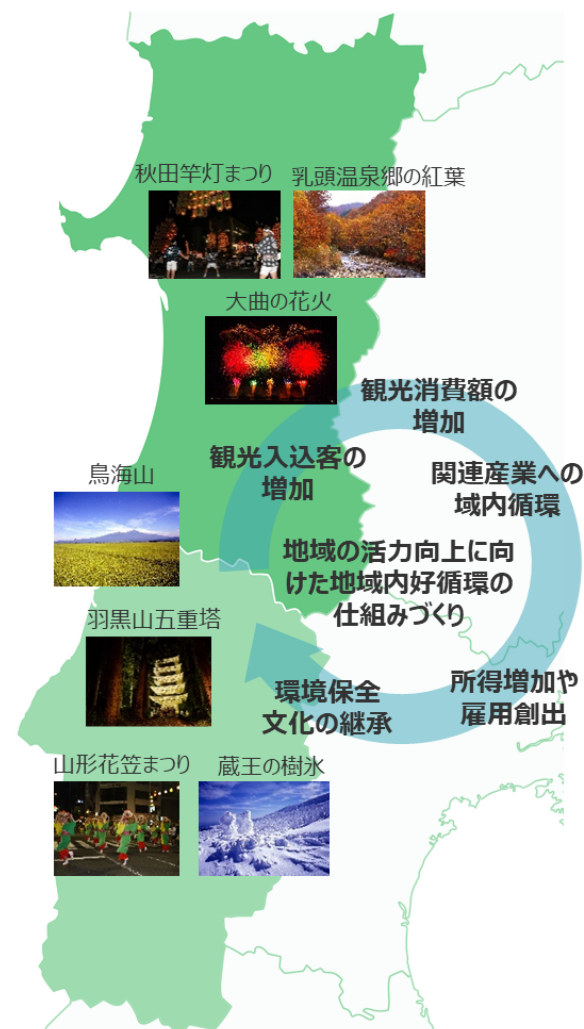 秋田竿灯まつり
乳頭温泉郷の紅葉
大曲の花火
観光消費額の
増加
観光入込客の
増加
鳥海山
関連産業への
域内循環
地域の活力向上に向
けた地域内好循環の
仕組みづくり
羽黒山五重塔
所得増加や
雇用創出
環境保全
文化の継承
山形花笠まつり
蔵王の樹氷